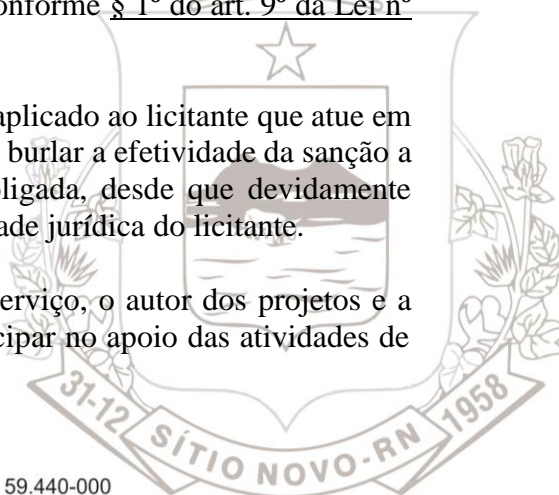 onforme § 1º do art. 9º da Lei nº
aplicado ao licitante que atue em
burlar a efetividade da sanção a
oligada, desde que devidamente
ade jurídica do licitante.
erviço, o autor dos projetos e a
cipar no apoio das atividades de
31-12 SÍTIO NOVO-RN 1958
59.440-000